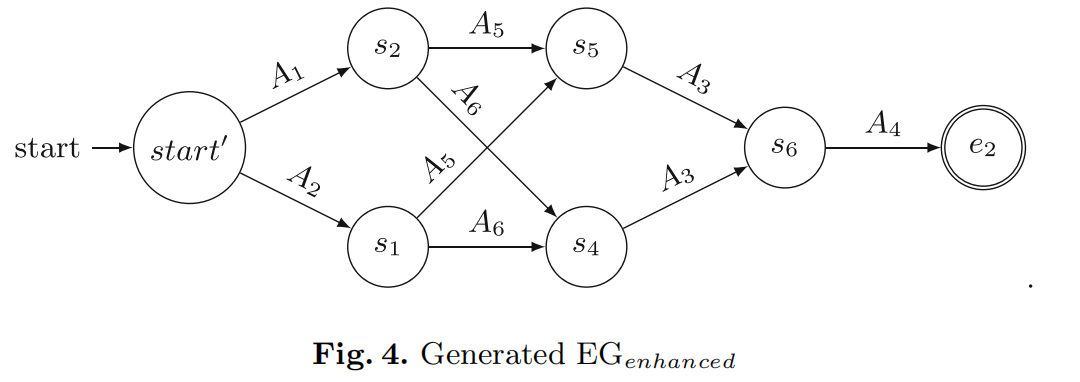 A₁
s₂
A₅
s₅
A₃
A₆
start
start′
s₆
A₄
e₂
A₂
A₅
A₃
s₁
A₆
s₄
.
Fig. 4. Generated EG_enhanced